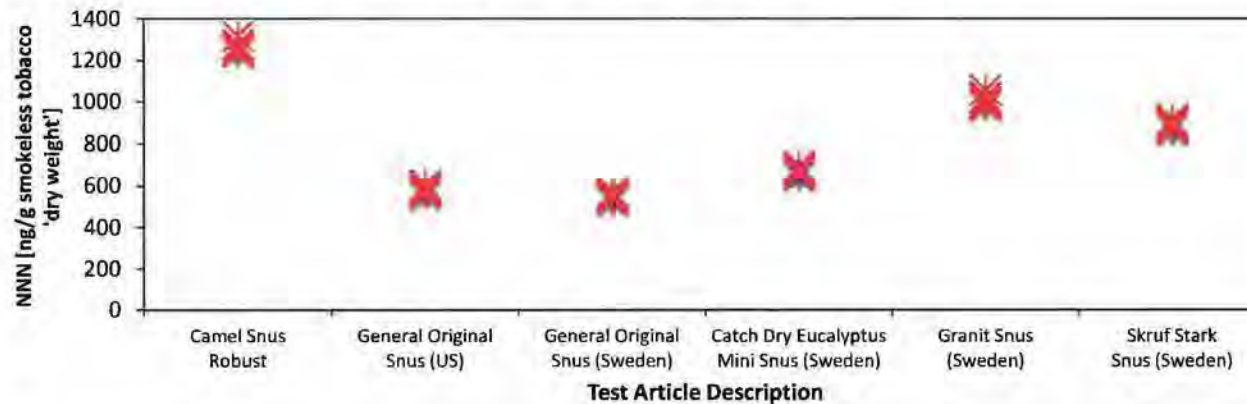 NNN [ng/g smokeless tobacco
'dry weight']
1400
1200
1000
800
600
400
200
0
Camel Snus
Robust
General Original
Snus (US)
General Original
Snus (Sweden)
Catch Dry Eucalyptus
Mini Snus (Sweden)
Granit Snus
(Sweden)
Skruf Stark
Snus (Sweden)
Test Article Description